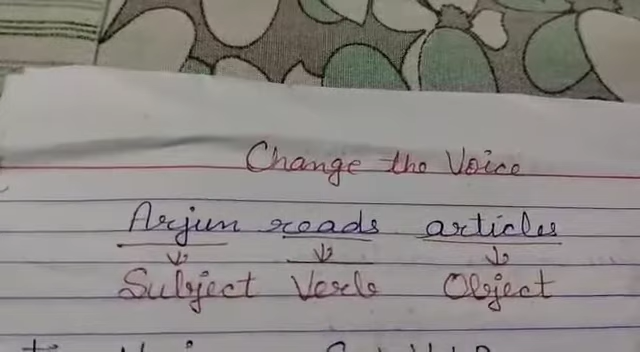 Change the Voice
Arjun reads articles
Subject Verb Object